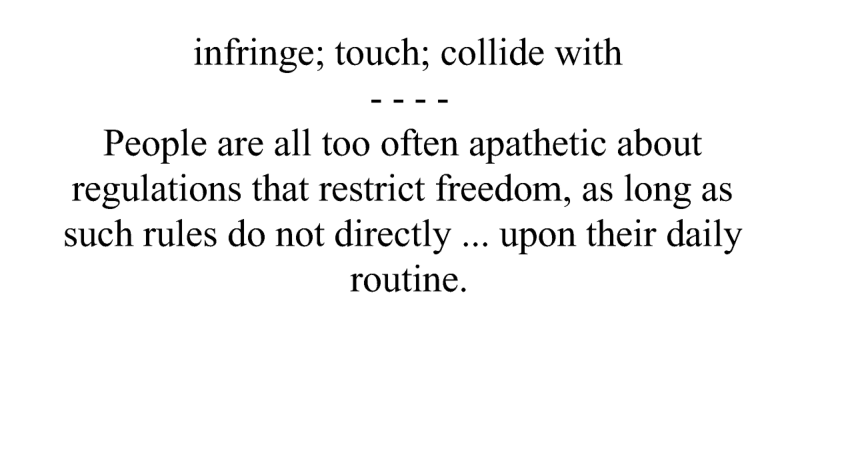 infringe; touch; collide with
- - - -
People are all too often apathetic about
regulations that restrict freedom, as long as
such rules do not directly ... upon their daily
routine.